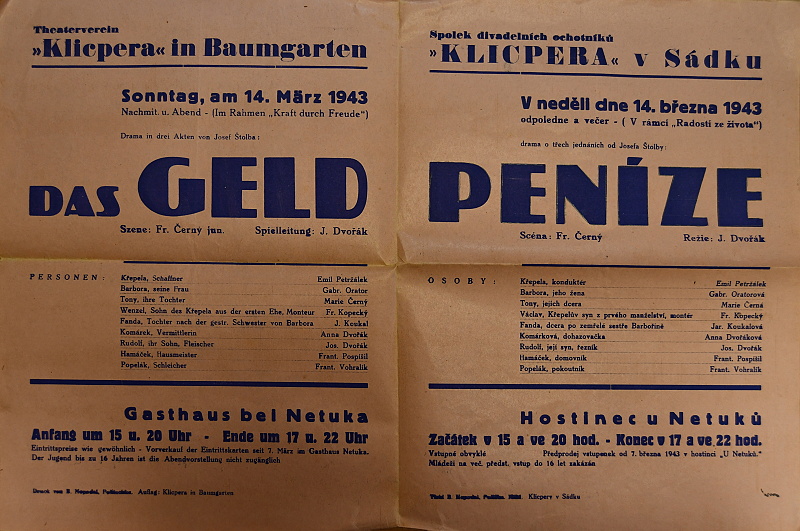 Theaterverein
»Klicpera« in Baumgarten
Sonntag, am 14. März 1943
Nachmit. u. Abend - (Im Rahmen „Kraft durch Freude")
Drama in drei Akten von Josef Štolba:
DAS GELD
Szene: Fr. Černý jun. Spielleitung: J. Dvořák
PERSONEN:
Křepela, Schaffner Emil Petržálek
Barbora, seine Frau Gabr. Orator
Tony, ihre Tochter Marie Černý
Wenzel, Sohn des Křepela aus der ersten Ehe, Monteur Fr. Kopecký
Fanda, Tochter nach der gestr. Schwester von Barbora J. Koukal
Komárek, Vermittlerin Anna Dvořák
Rudolf, ihr Sohn, Fleischer Jos. Dvořák
Hamáček, Hausmeister Frant. Pospíšil
Popelák, Schleicher Frant. Vohralík
Gasthaus bei Netuka
Anfang um 15 u. 20 Uhr - Ende um 17 u. 22 Uhr
Eintrittspreise wie gewöhnlich - Vorverkauf der Eintrittskarten seit 7. März im Gasthaus Netuka.
Der Jugend bis zu 16 Jahren ist die Abendvorstellung nicht zugänglich
Druck von Anflag: Klicpera in Baumgarten
Spolek divadelních ochotníků
»KLICPERA« v Sádku
V neděli dne 14. března 1943
odpoledne a večer - ( V rámci „Radosti ze života")
drama o třech jednáních od Josefa Štolby:
PENÍZE
Scéna: Fr. Černý Režie: J. Dvořák
OSOBY:
Křepela, konduktér Emil Petržálek
Barbora, jeho žena Gabr. Oratorová
Tony, jejich dcera Marie Černá
Václav, Křepelův syn z prvného manželství, montér Fr. Kopecký
Fanda, dcera po zemřelé sestře Barbořině Jar. Koukalová
Komárková, dohazovačka Anna Dvořáková
Rudolf, její syn, řezník Jos. Dvořák
Hamáček, domovník Frant. Pospíšil
Popelák, pokoutník Frant. Vohralík
Hostinec u Netuků
Začátek v 15 a ve 20 hod. - Konec v 17 a ve 22 hod.
Vstupné obvyklé Předprodej vstupenek od 7. března 1943 v hostinci „U Netuků."
Mládeži na več. předst. vstup do 16 let zakázán
Klicperv v Sádku